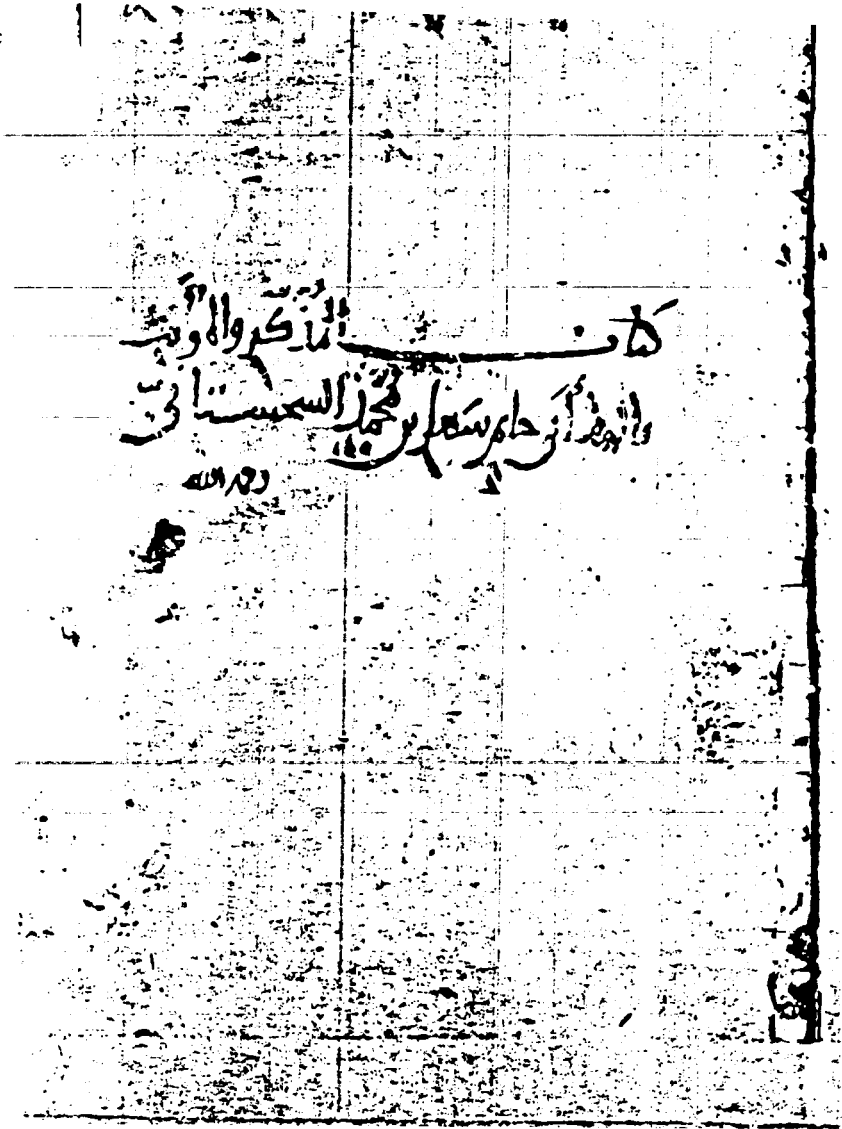 كتاب المذكر والمؤنث
أبي حاتم سهل بن محمد السجستاني
رحمه الله